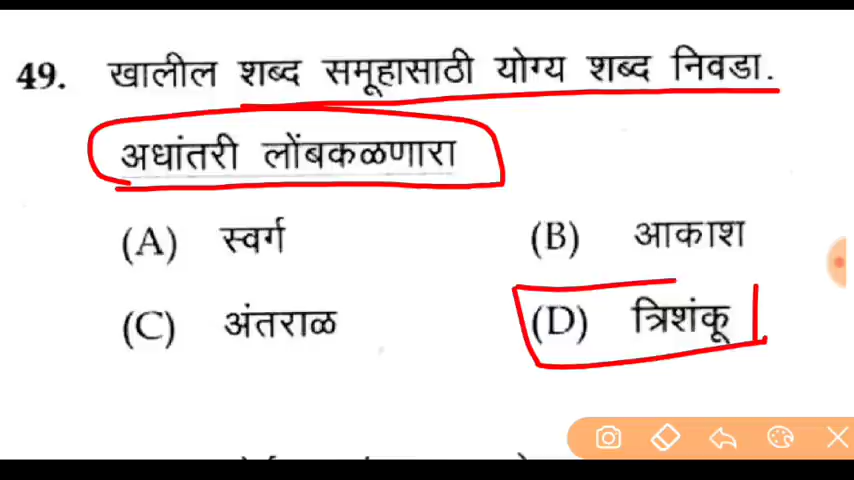 49. खालील शब्द समूहासाठी योग्य शब्द निवडा.
अधांतरी लोंबकळणारा
(A) स्वर्ग (B) आकाश
(C) अंतराळ (D) त्रिशंकू